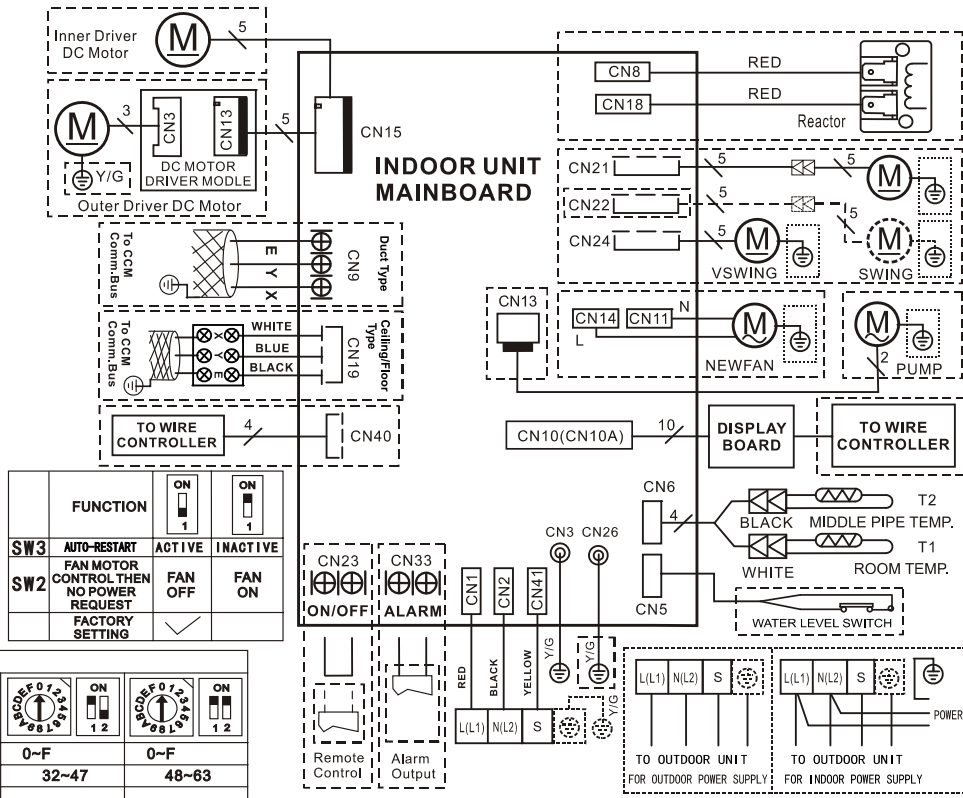 Inner Driver
DC Motor
M
5
3
M
CN3
CN13
5
CN15
Y/G
DC MOTOR
DRIVER MODLE
Outer Driver DC Motor
INDOOR UNIT
MAINBOARD
CN8
RED
CN18
RED
Reactor
CN21
5
5
M
CN22
5
CN24
5
M
M
VSWING
SWING
To CCM
Comm.Bus
E
Y
X
CN9
Duct Type
To CCM
Comm.Bus
X
Y
E
WHITE
BLUE
BLACK
CN19
Ceiling/Floor
Type
CN13
CN14
CN11
N
L
M
NEWFAN
M
2
PUMP
TO WIRE
CONTROLLER
4
CN40
CN10(CN10A)
10
DISPLAY
BOARD
TO WIRE
CONTROLLER
FUNCTION
ON
1
ON
1
SW3
AUTO-RESTART
ACTIVE
INACTIVE
SW2
FAN MOTOR
CONTROL THEN
NO POWER
REQUEST
FAN
OFF
FAN
ON
FACTORY
SETTING
CN6
4
BLACK
T2
MIDDLE PIPE TEMP.
WHITE
T1
ROOM TEMP.
CN5
WATER LEVEL SWITCH
CN23
ON/OFF
CN33
ALARM
CN1
CN2
CN41
CN3
CN26
RED
BLACK
YELLOW
Y/G
Y/G
Y/G
L(L1)
N(L2)
S
Remote
Control
Alarm
Output
L(L1)
N(L2)
S
TO OUTDOOR UNIT
FOR OUTDOOR POWER SUPPLY
L(L1)
N(L2)
S
POWER
TO OUTDOOR UNIT
FOR INDOOR POWER SUPPLY
0123456789ABCDEF
ON
1 2
0123456789ABCDEF
ON
1 2
0~F
0~F
32~47
48~63